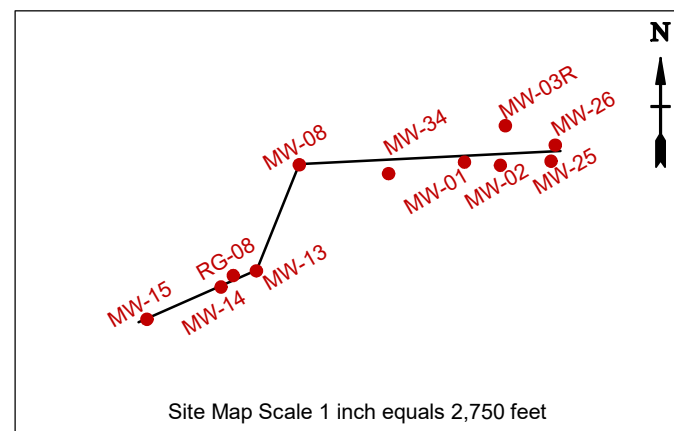 N
MW-03R
MW-26
MW-34
MW-08
MW-01
MW-02
MW-25
RG-08
MW-13
MW-15
MW-14
Site Map Scale 1 inch equals 2,750 feet